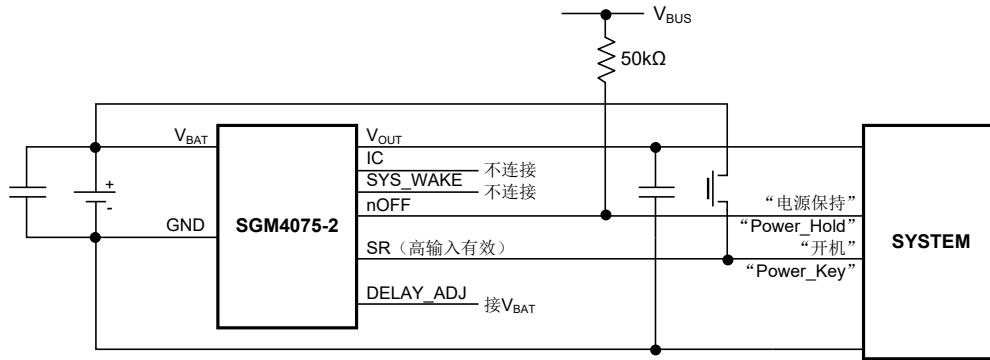 VBUS
50kΩ
VBAT
VOUT
IC
不连接
SYS_WAKE
不连接
+
-
nOFF
“电源保持”
“Power_Hold”
GND
SGM4075-2
SYSTEM
SR（高输入有效）
“开机”
“Power_Key”
DELAY_ADJ
接VBAT